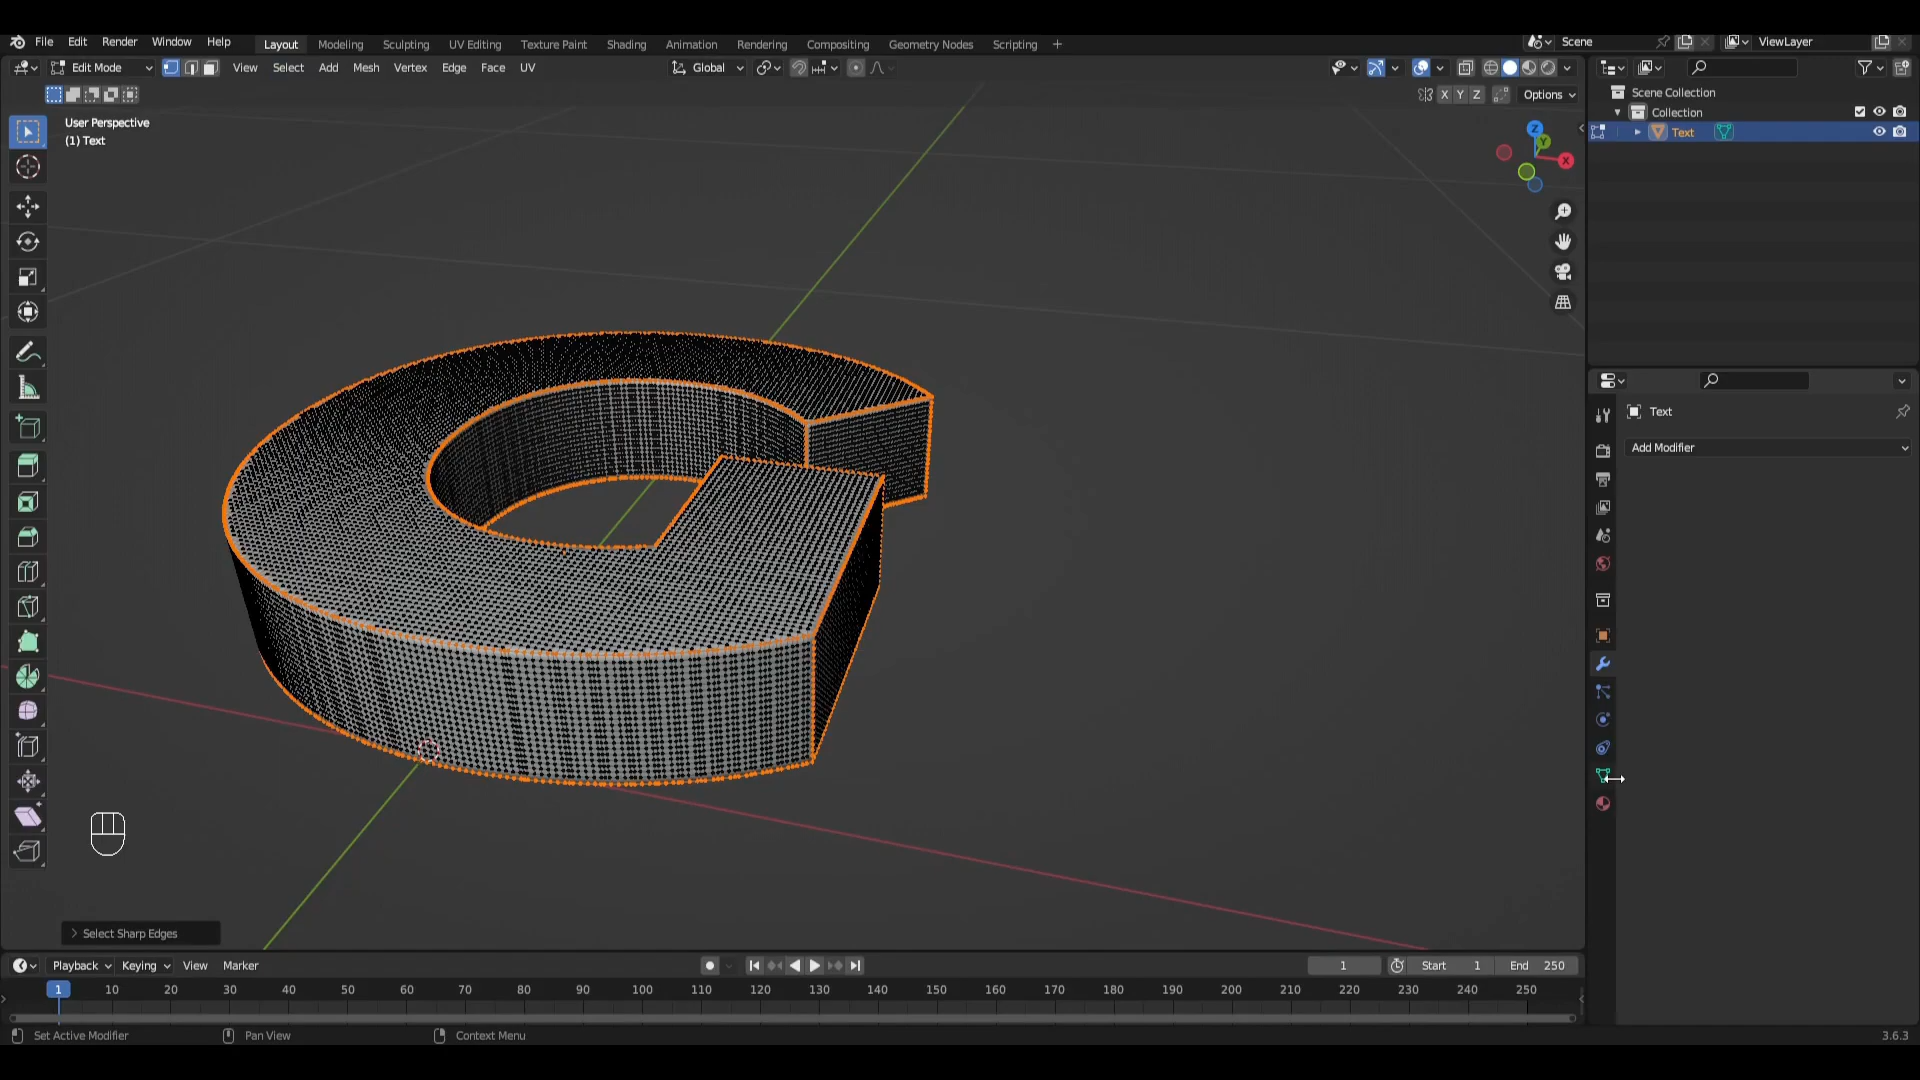 File Edit Render Window Help Layout Modeling Sculpting UV Editing Texture Paint Shading Animation Rendering Compositing Geometry Nodes Scripting + Scene ViewLayer
Edit Mode View Select Add Mesh Vertex Edge Face UV Global
X Y Z Options
User Perspective
(1) Text
Z
Y
X
Scene Collection
Collection
Text
Text
Add Modifier
Select Sharp Edges
Playback Keying View Marker 1 Start 1 End 250
1 10 20 30 40 50 60 70 80 90 100 110 120 130 140 150 160 170 180 190 200 210 220 230 240 250
Set Active Modifier Pan View Context Menu 3.6.3